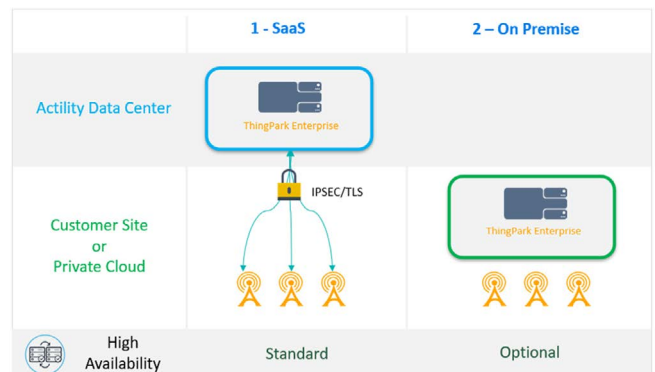 1 - SaaS
2 – On Premise
Actility Data Center
ThingPark Enterprise
IPSEC/TLS
Customer Site
or
Private Cloud
ThingPark Enterprise
High
Availability
Standard
Optional